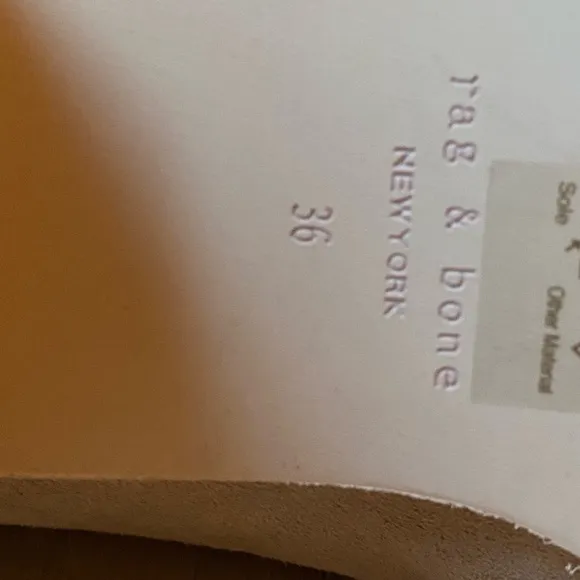 rag & bone
NEW YORK
36
Sole
Other Material